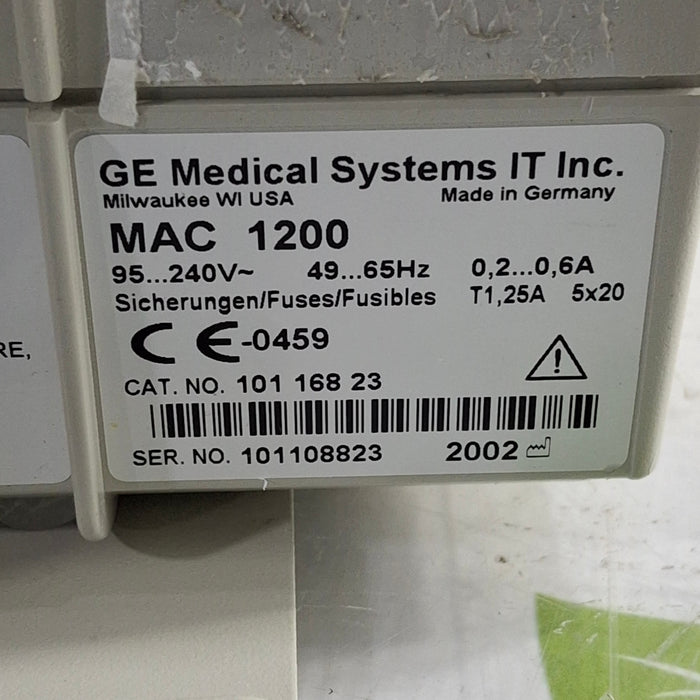 GE Medical Systems IT Inc.
Milwaukee WI USA Made in Germany
MAC 1200
95...240V~ 49...65Hz 0,2...0,6A
Sicherungen/Fuses/Fusibles T1,25A 5x20
CE-0459
CAT. NO. 101 168 23
SER. NO. 101108823 2002
RE,